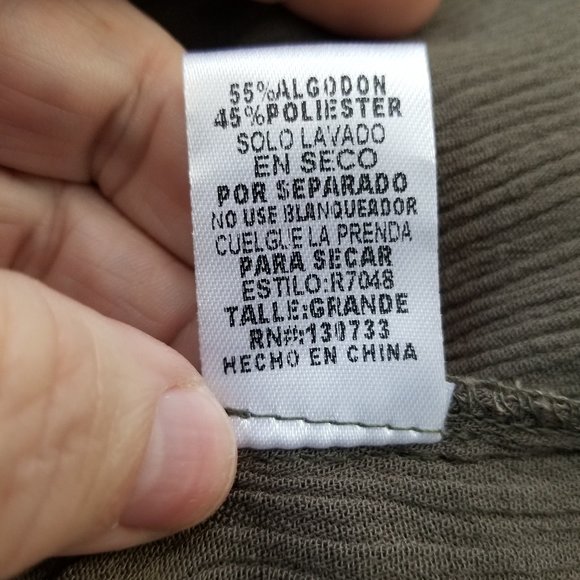 55%ALGODON
45%POLIESTER
SOLO LAVADO
EN SECO
POR SEPARADO
NO USE BLANQUEADOR
CUELGUE LA PRENDA
PARA SECAR
ESTILO:R7048
TALLE:GRANDE
RN#:130733
HECHO EN CHINA